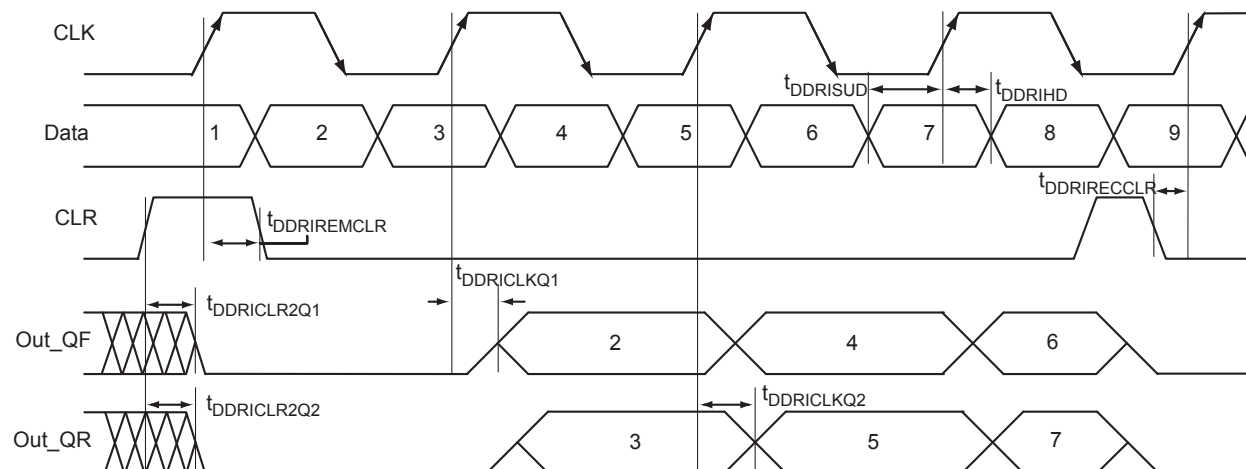 CLK
tDDRISUD
tDDRIHD
Data
1 2 3 4 5 6 7 8 9
tDDRIRECCLR
CLR
tDDRIREMCLR
tDDRICLKQ1
tDDRICLR2Q1
Out_QF
2 4 6
tDDRICLR2Q2
tDDRICLKQ2
Out_QR
3 5 7